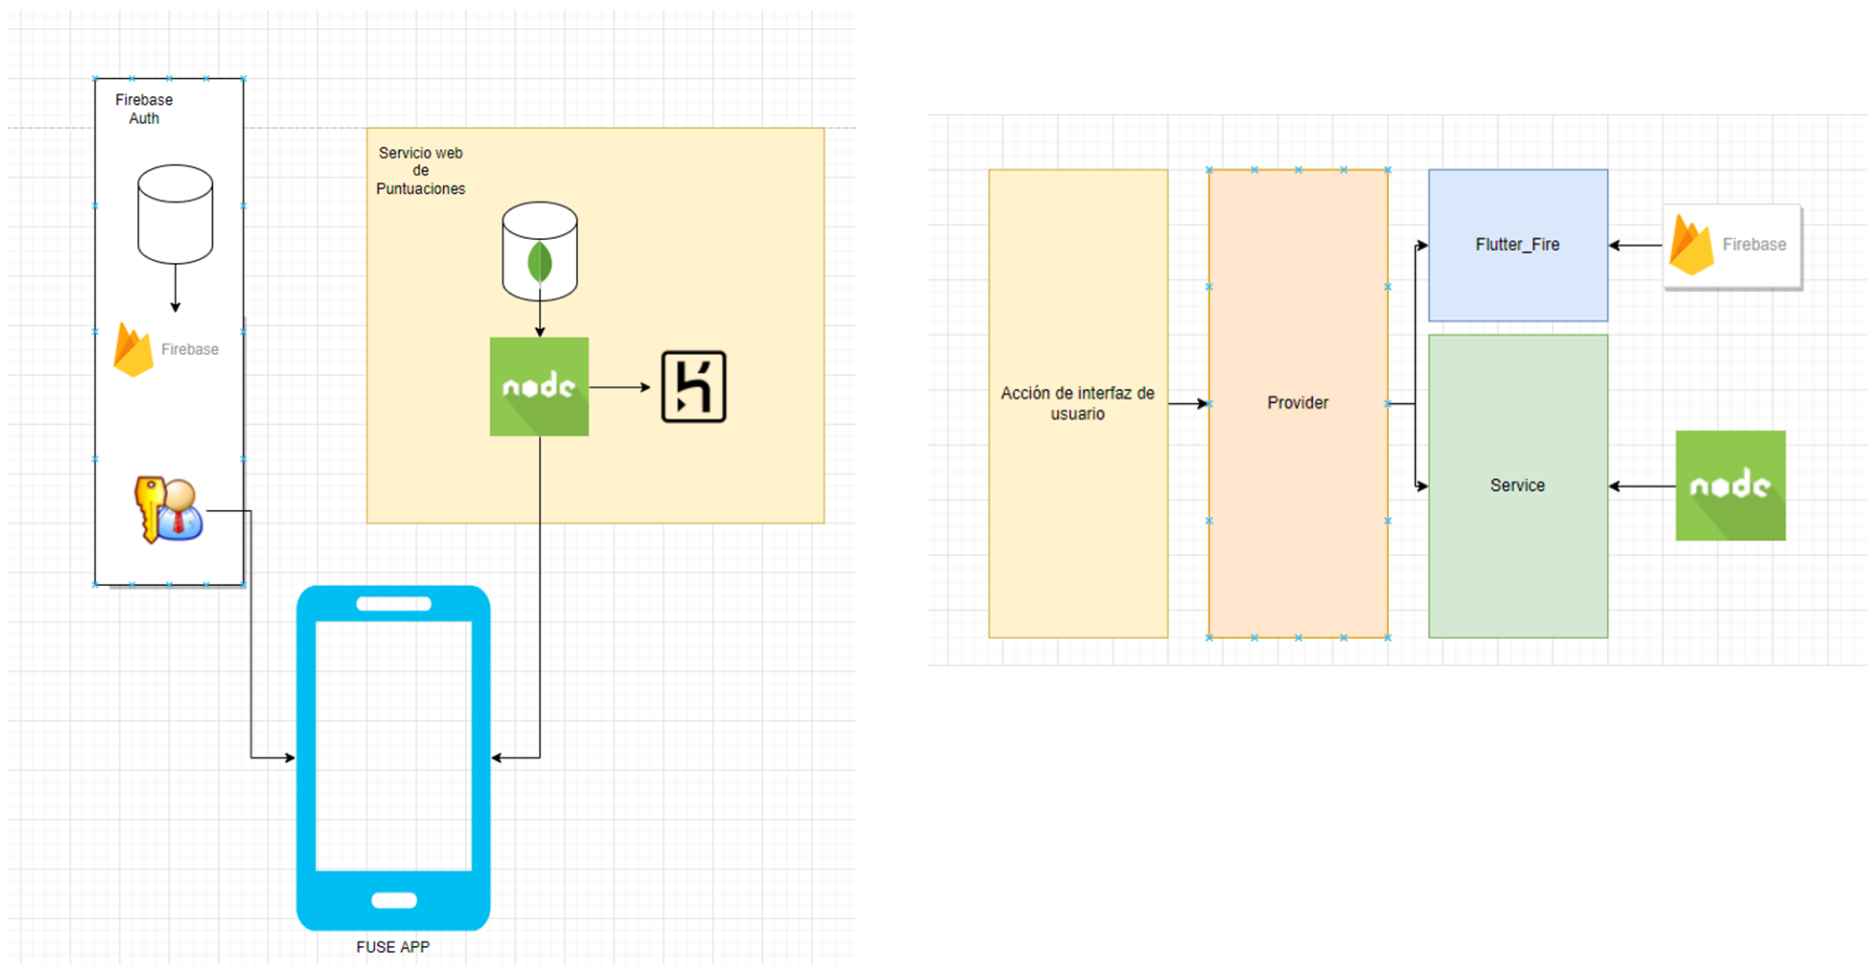 Firebase
Auth
Firebase
Servicio web
de
Puntuaciones
node
FUSE APP
Acción de interfaz de
usuario
Provider
Flutter_Fire
Firebase
Service
node